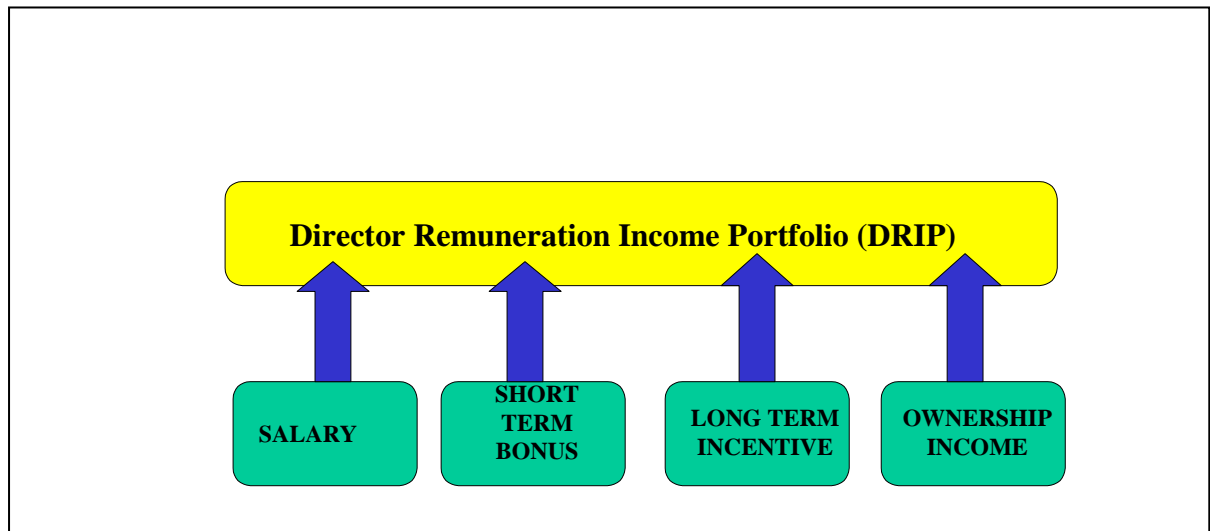 Director Remuneration Income Portfolio (DRIP)
SALARY
SHORT
TERM
BONUS
LONG TERM
INCENTIVE
OWNERSHIP
INCOME